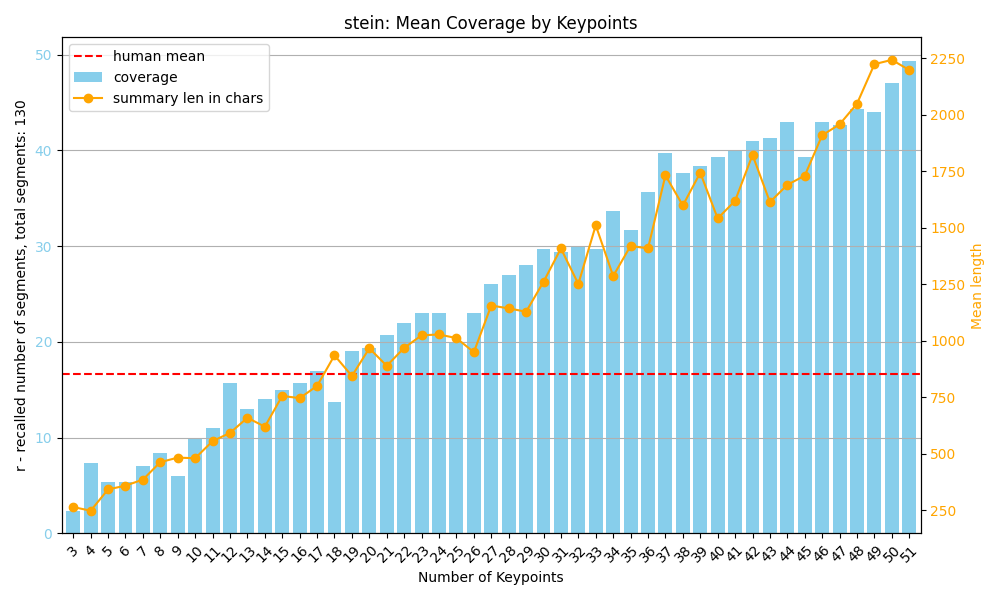 stein: Mean Coverage by Keypoints
human mean
coverage
summary len in chars
r - recalled number of segments, total segments: 130
50
40
30
20
10
0
2250
2000
1750
1500
1250
1000
750
500
250
Mean length
3 4 5 6 7 8 9 10 11 12 13 14 15 16 17 18 19 20 21 22 23 24 25 26 27 28 29 30 31 32 33 34 35 36 37 38 39 40 41 42 43 44 45 46 47 48 49 50 51
Number of Keypoints